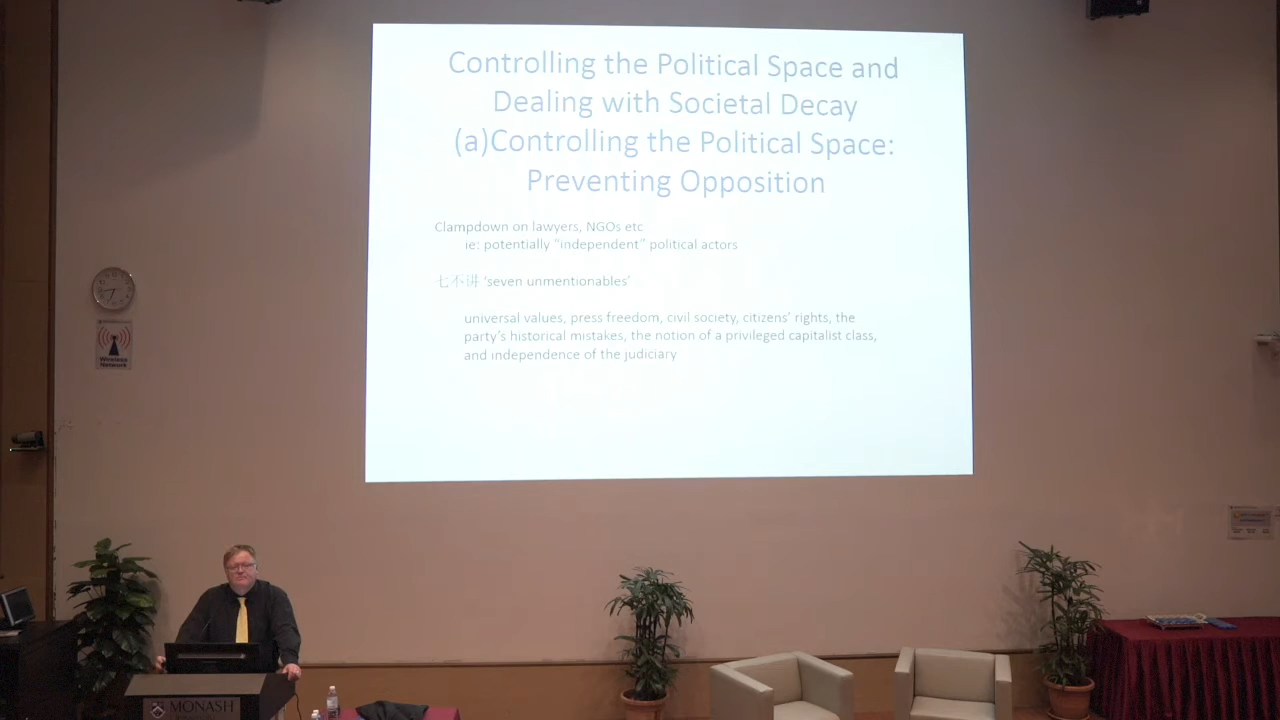 Controlling the Political Space and
Dealing with Societal Decay
(a)Controlling the Political Space:
Preventing Opposition
Clampdown on lawyers, NGOs etc
ie: potentially “independent” political actors
七不讲 ‘seven unmentionables’
universal values, press freedom, civil society, citizens’ rights, the
party’s historical mistakes, the notion of a privileged capitalist class,
and independence of the judiciary
Wireless
Network
MONASH